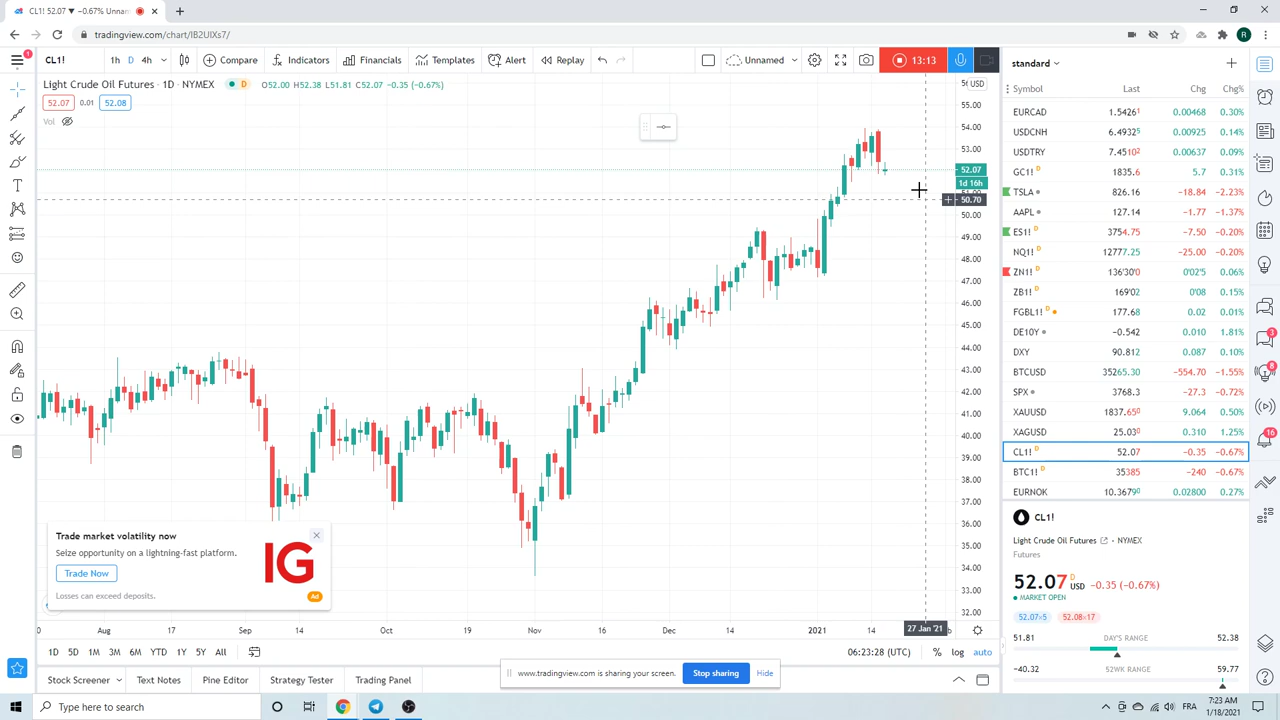 CL1! 52.07 ▼ −0.67% Unnam
tradingview.com/chart/IB2UIXs7/
1
CL1!
1h D 4h
Compare
Indicators
Financials
Templates
Alert
Replay
Unnamed
13:13
Light Crude Oil Futures · 1D · NYMEX
D
H52.38 L51.81 C52.07 −0.35 (−0.67%)
52.07 0.01 52.08
Vol
USD
55.00
54.00
53.00
52.07
1d 16h
50.70
50.00
49.00
48.00
47.00
46.00
45.00
44.00
43.00
42.00
41.00
40.00
39.00
38.00
37.00
36.00
35.00
34.00
33.00
32.00
Trade market volatility now
Seize opportunity on a lightning-fast platform.
Trade Now
Losses can exceed deposits.
IG
Ad
Aug 17 Sep 14 Oct 19 Nov 16 Dec 14 2021 14 27 Jan '21
1D 5D 1M 3M 6M YTD 1Y 5Y All
06:23:28 (UTC) % log auto
Stock Screener Text Notes Pine Editor Strategy Tester Trading Panel
www.tradingview.com is sharing your screen. Stop sharing Hide
standard
Symbol Last Chg Chg%
EURCAD 1.54261 0.00468 0.30%
USDCNH 6.49325 0.00925 0.14%
USDTRY 7.45102 0.00637 0.09%
GC1! D 1835.6 5.7 0.31%
TSLA 826.16 −18.84 −2.23%
AAPL 127.14 −1.77 −1.37%
ES1! D 3754.75 −7.50 −0.20%
NQ1! D 12777.25 −25.00 −0.20%
ZN1! D 136'30'0 0'02'5 0.06%
ZB1! D 169'02 0'08 0.15%
FGBL1! D 177.68 0.02 0.01%
DE10Y −0.542 0.010 1.81%
DXY 90.812 0.087 0.10%
BTCUSD 35265.30 −554.70 −1.55%
SPX 3768.3 −27.3 −0.72%
XAUUSD 1837.650 9.064 0.50%
XAGUSD 25.030 0.310 1.25%
CL1! D 52.07 −0.35 −0.67%
BTC1! D 35385 −240 −0.67%
EURNOK 10.36790 0.02800 0.27%
CL1!
Light Crude Oil Futures · NYMEX
Futures
52.07 D USD −0.35 (−0.67%)
MARKET OPEN
52.07×5 52.08×17
51.81 DAY'S RANGE 52.38
−40.32 52WK RANGE 59.77
3
8
16
Type here to search
FRA
7:23 AM
1/18/2021
R